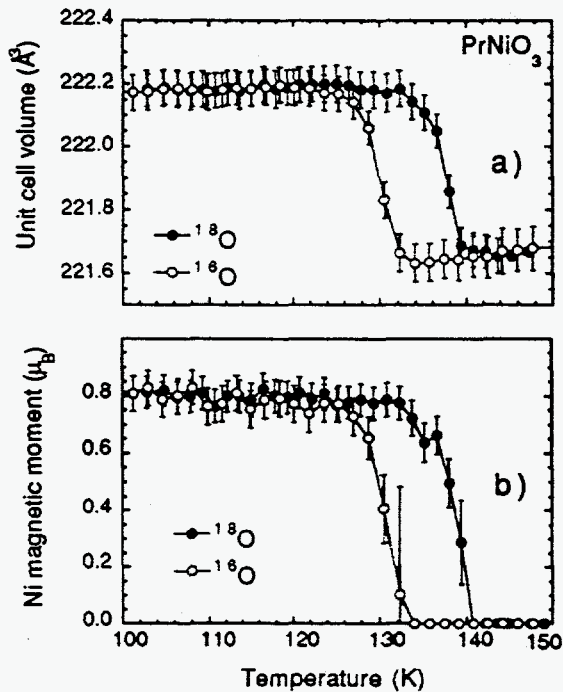 PrNiO₃
Unit cell volume (Å³)
222.4
222.2
222.0
221.8
221.6
a)
¹⁸O
¹⁶O
Ni magnetic moment (μ_B)
0.8
0.6
0.4
0.2
0.0
b)
¹⁸O
¹⁶O
100 110 120 130 140 150
Temperature (K)